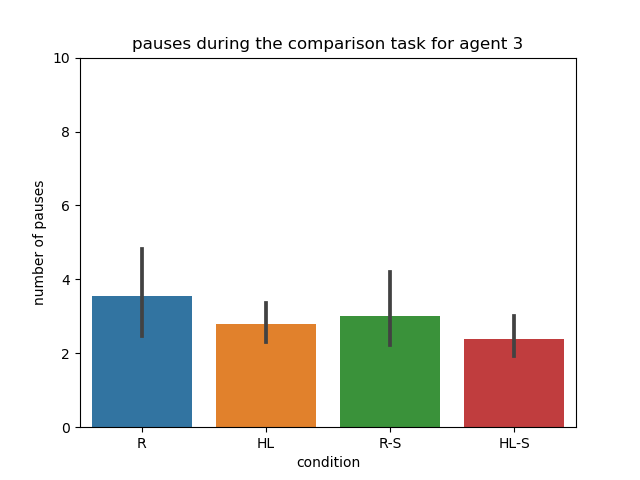 pauses during the comparison task for agent 3
10
8
6
4
2
0
number of pauses
R HL R-S HL-S
condition